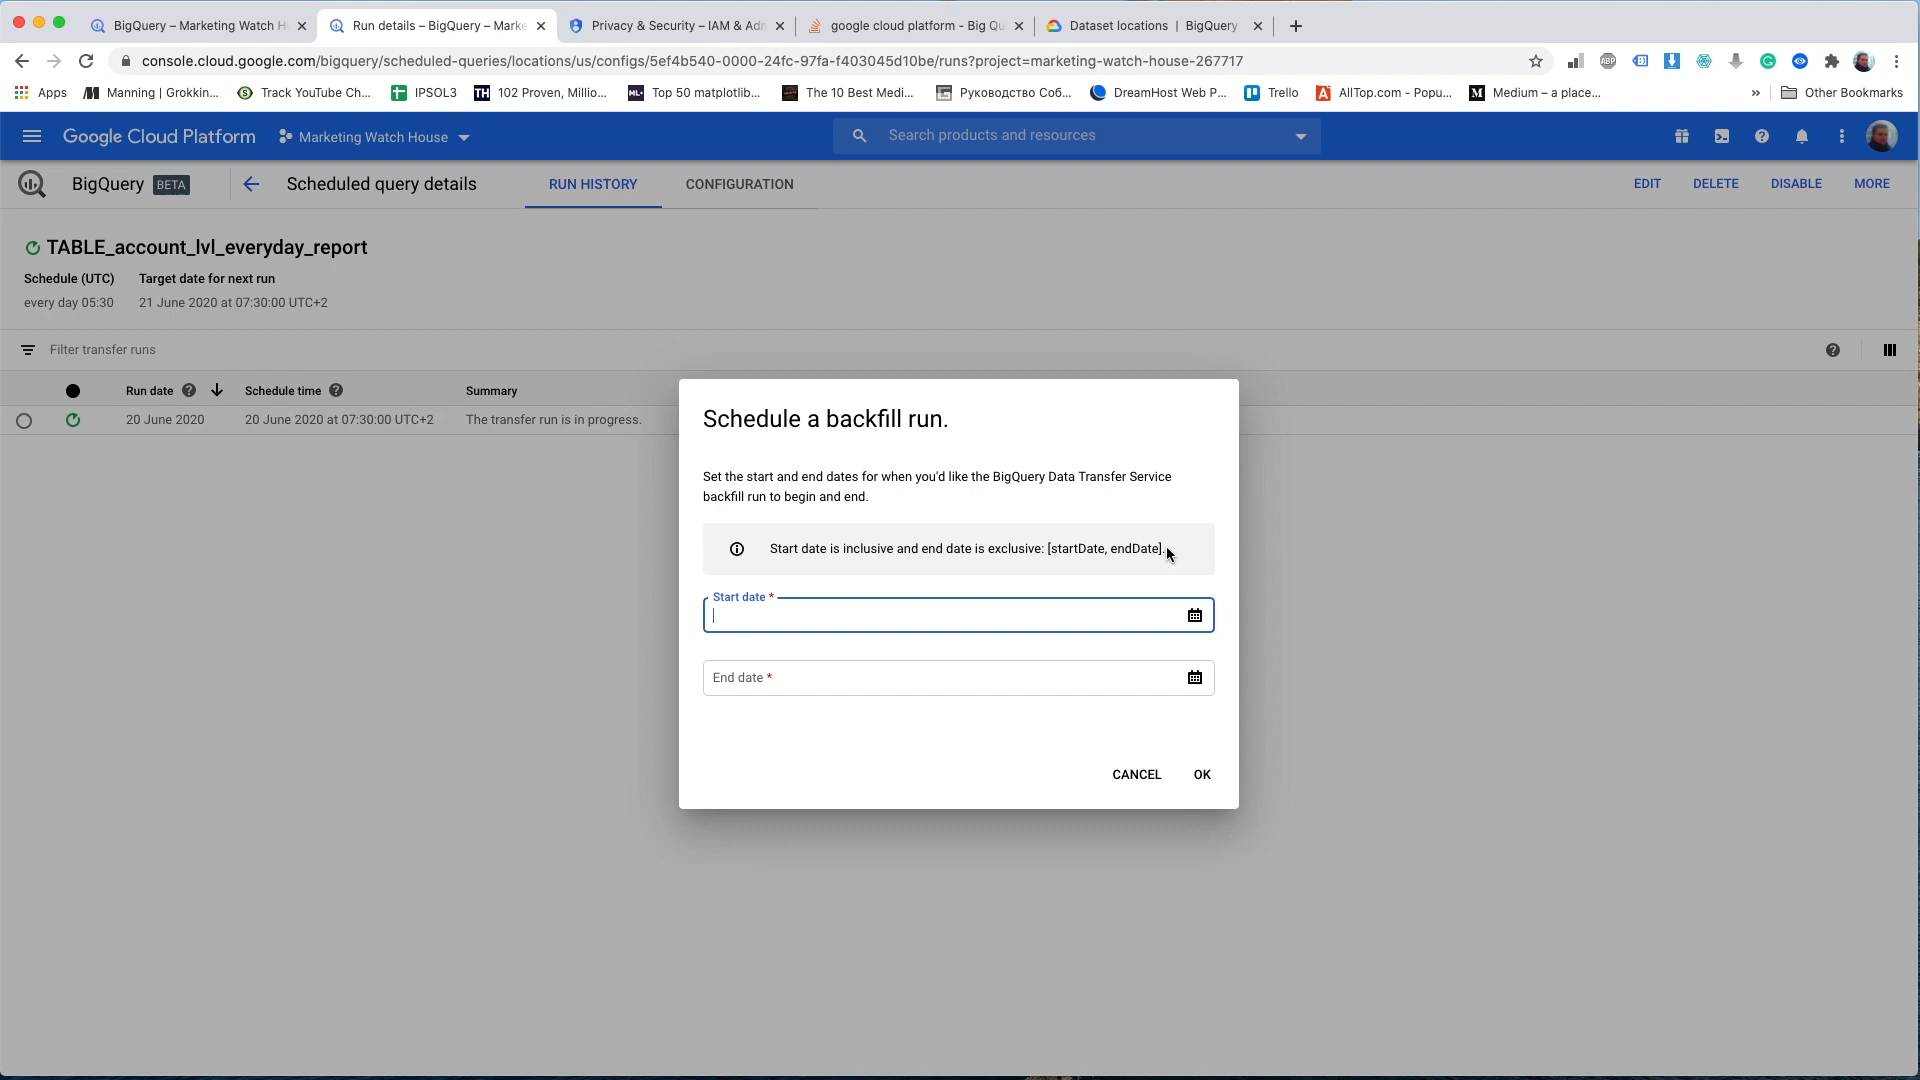 BigQuery – Marketing Watch H
Run details – BigQuery – Marke
Privacy & Security – IAM & Adn
google cloud platform - Big Qu
Dataset locations | BigQuery
console.cloud.google.com/bigquery/scheduled-queries/locations/us/configs/5ef4b540-0000-24fc-97fa-f403045d10be/runs?project=marketing-watch-house-267717
ABP
Apps
Manning | Grokkin...
Track YouTube Ch...
IPSOL3
TH 102 Proven, Millio...
ML+ Top 50 matplotlib...
The 10 Best Medi...
Руководство Соб...
DreamHost Web P...
Trello
AllTop.com - Popu...
Medium – a place...
» Other Bookmarks
Google Cloud Platform
Marketing Watch House
Search products and resources
BigQuery BETA
Scheduled query details
RUN HISTORY
CONFIGURATION
EDIT
DELETE
DISABLE
MORE
TABLE_account_lvl_everyday_report
Schedule (UTC) Target date for next run
every day 05:30 21 June 2020 at 07:30:00 UTC+2
Filter transfer runs
Run date Schedule time Summary
20 June 2020 20 June 2020 at 07:30:00 UTC+2 The transfer run is in progress.
Schedule a backfill run.
Set the start and end dates for when you'd like the BigQuery Data Transfer Service
backfill run to begin and end.
Start date is inclusive and end date is exclusive: [startDate, endDate].
Start date *
End date *
CANCEL
OK